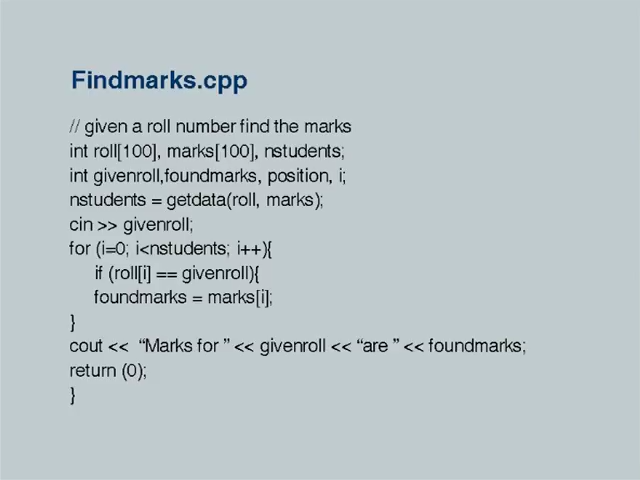 Findmarks.cpp
// given a roll number find the marks
int roll[100], marks[100], nstudents;
int givenroll,foundmarks, position, i;
nstudents = getdata(roll, marks);
cin >> givenroll;
for (i=0; i<nstudents; i++){
if (roll[i] == givenroll){
foundmarks = marks[i];
}
cout << “Marks for ” << givenroll << “are ” << foundmarks;
return (0);
}